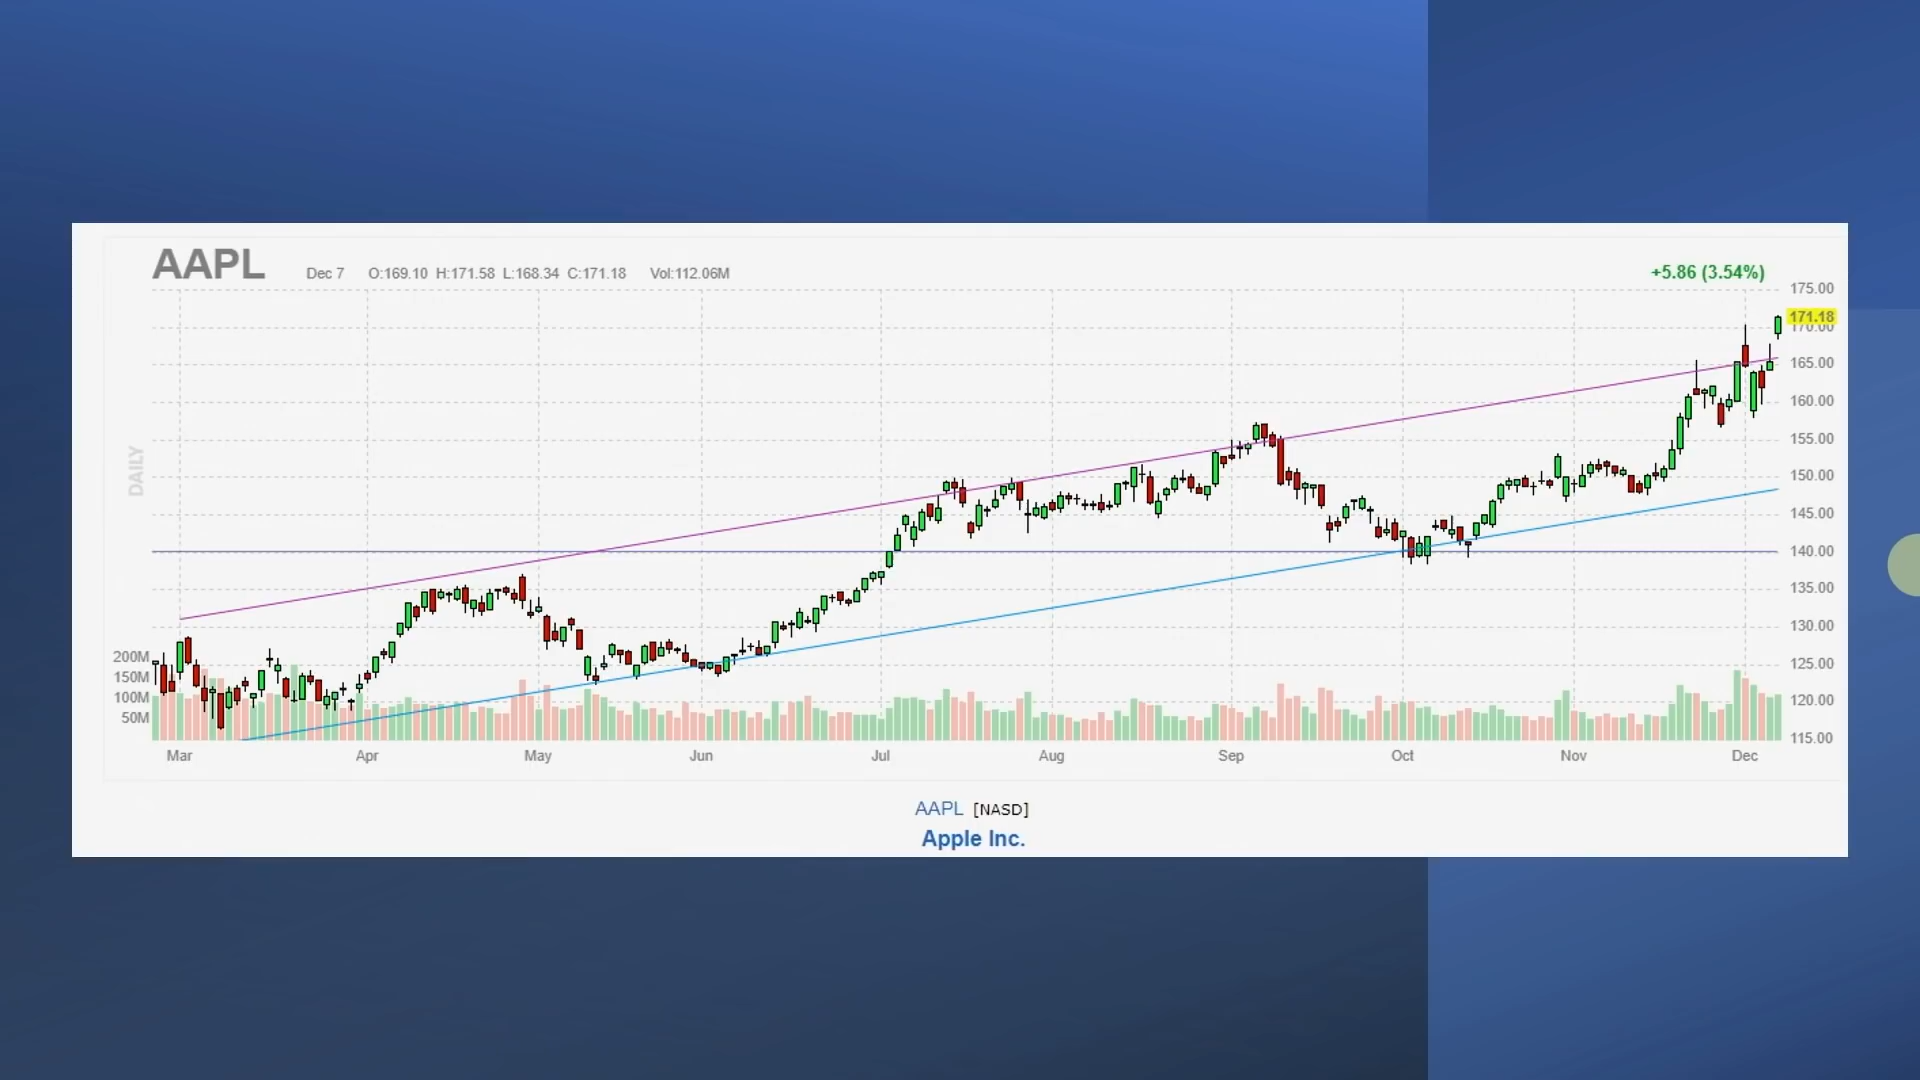 AAPL Dec 7 O:169.10 H:171.58 L:168.34 C:171.18 Vol:112.06M +5.86 (3.54%)
175.00
171.18
170.00
165.00
160.00
155.00
DAILY
150.00
145.00
140.00
135.00
130.00
200M 125.00
150M
100M 120.00
50M
115.00
Mar Apr May Jun Jul Aug Sep Oct Nov Dec
AAPL [NASD]
Apple Inc.